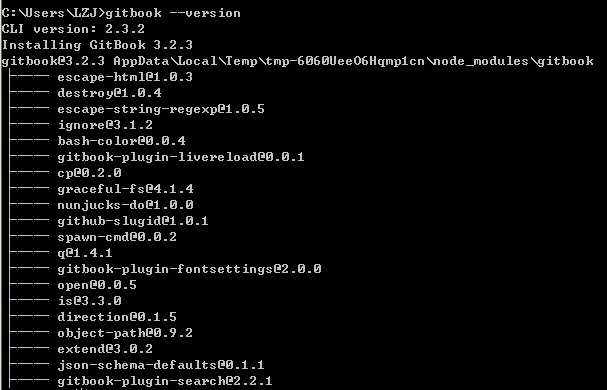 C:\Users\LZJ>gitbook --version
CLI version: 2.3.2
Installing GitBook 3.2.3
gitbook@3.2.3 AppData\Local\Temp\tmp-6060UeeO6Hqmp1cn\node_modules\gitbook
├── escape-html@1.0.3
├── destroy@1.0.4
├── escape-string-regexp@1.0.5
├── ignore@3.1.2
├── bash-color@0.0.4
├── gitbook-plugin-livereload@0.0.1
├── cp@0.2.0
├── graceful-fs@4.1.4
├── nunjucks-do@1.0.0
├── github-slugid@1.0.1
├── spawn-cmd@0.0.2
├── q@1.4.1
├── gitbook-plugin-fontsettings@2.0.0
├── open@0.0.5
├── is@3.3.0
├── direction@0.1.5
├── object-path@0.9.2
├── extend@3.0.2
├── json-schema-defaults@0.1.1
├── gitbook-plugin-search@2.2.1